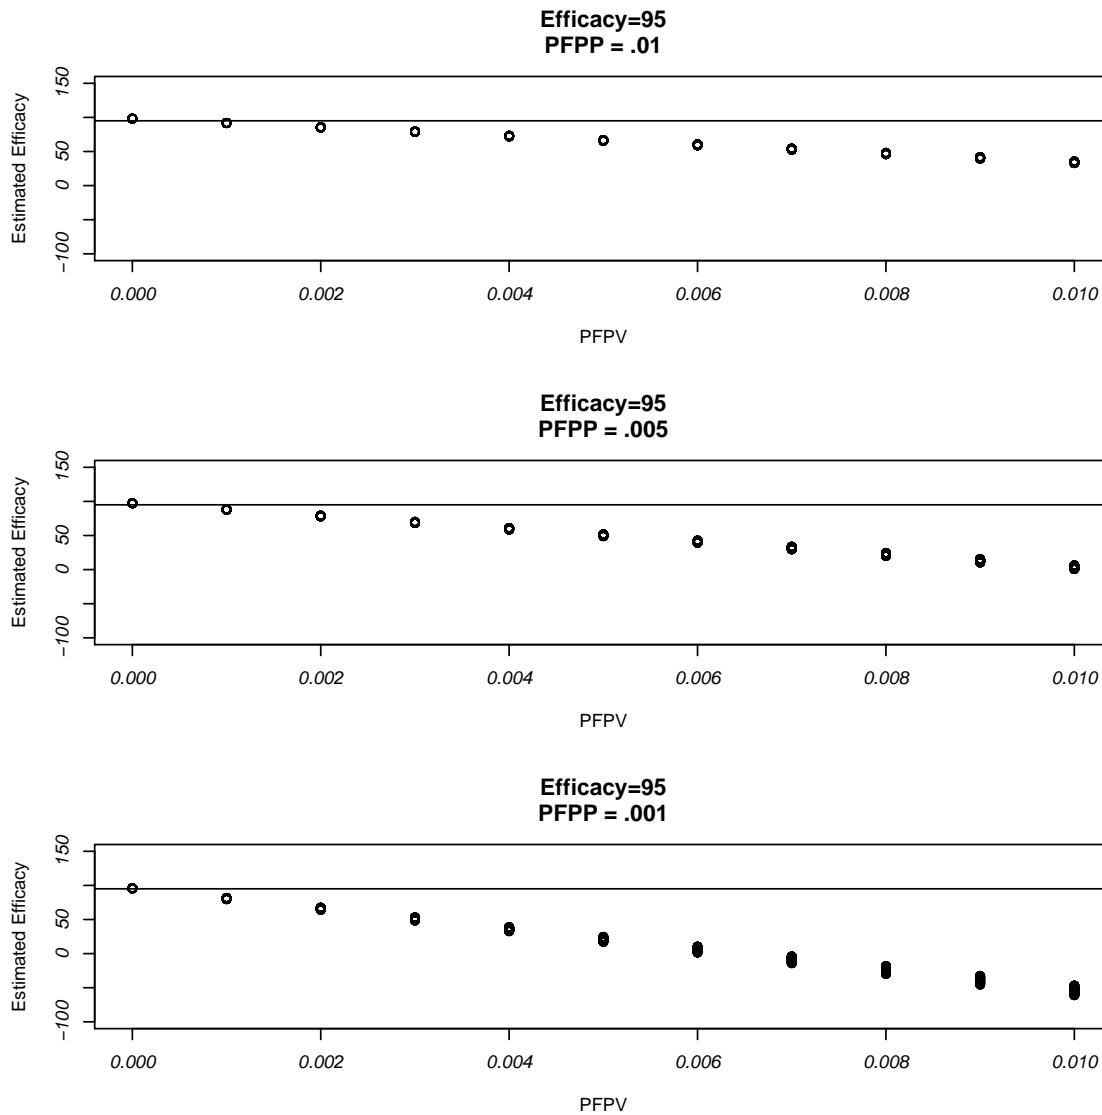 Efficacy=95
PFPP = .01
Estimated Efficacy
150
50
0
−100
0.000 0.002 0.004 0.006 0.008 0.010
PFPV
Efficacy=95
PFPP = .005
Estimated Efficacy
150
50
0
−100
0.000 0.002 0.004 0.006 0.008 0.010
PFPV
Efficacy=95
PFPP = .001
Estimated Efficacy
150
50
0
−100
0.000 0.002 0.004 0.006 0.008 0.010
PFPV